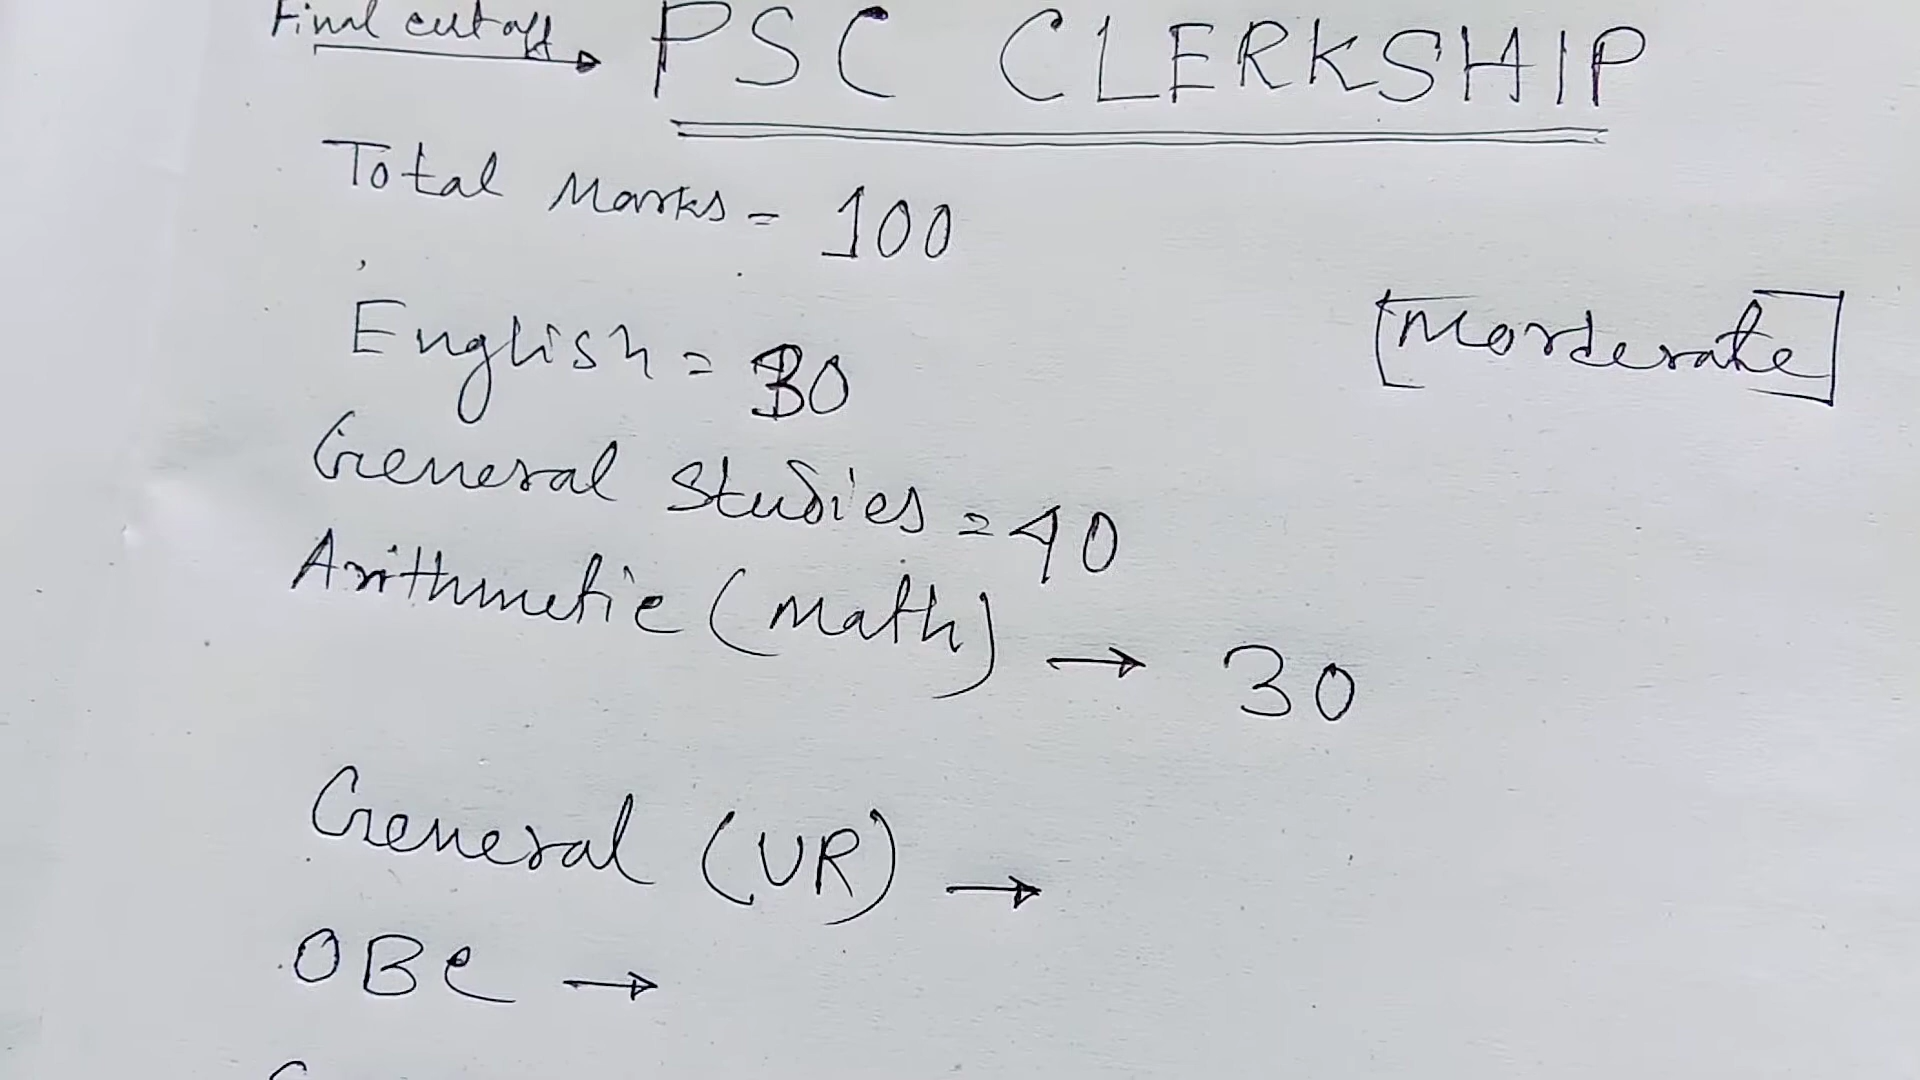 Final cut off → PSC CLERKSHIP
Total Marks = 100
English = 30
[Morderate]
General Studies = 40
Arithmetic (Math) → 30
General (UR) →
OBC →